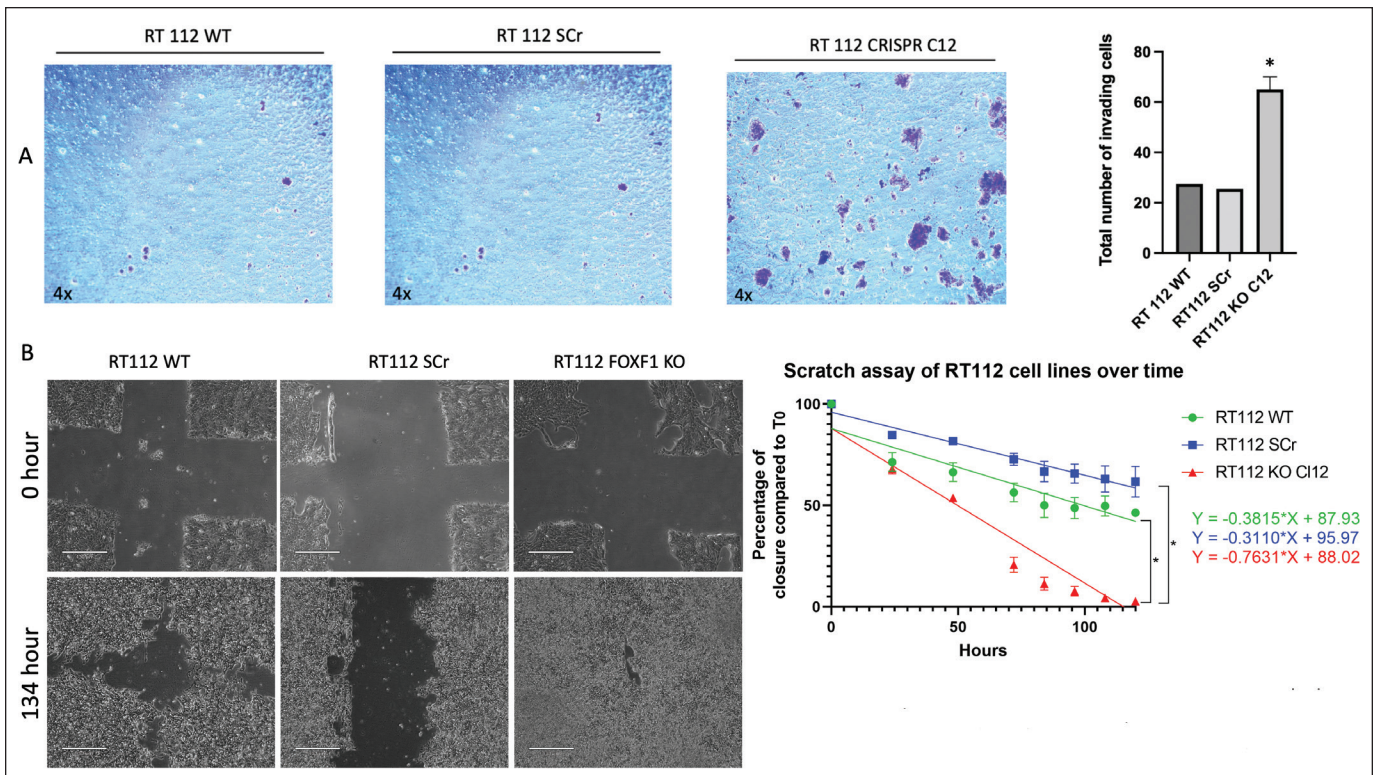 RT 112 WT
RT 112 SCr
RT 112 CRISPR C12
A
4x
4x
4x
Total number of invading cells
80
60
40
20
0
*
RT 112 WT
RT112 SCr
RT112 KO C12
B
RT112 WT
RT112 SCr
RT112 FOXF1 KO
0 hour
134 hour
Scratch assay of RT112 cell lines over time
Percentage of
closure compared to T0
100
50
0
0
50
100
Hours
RT112 WT
RT112 SCr
RT112 KO Cl12
*
*
Y = -0.3815*X + 87.93
Y = -0.3110*X + 95.97
Y = -0.7631*X + 88.02